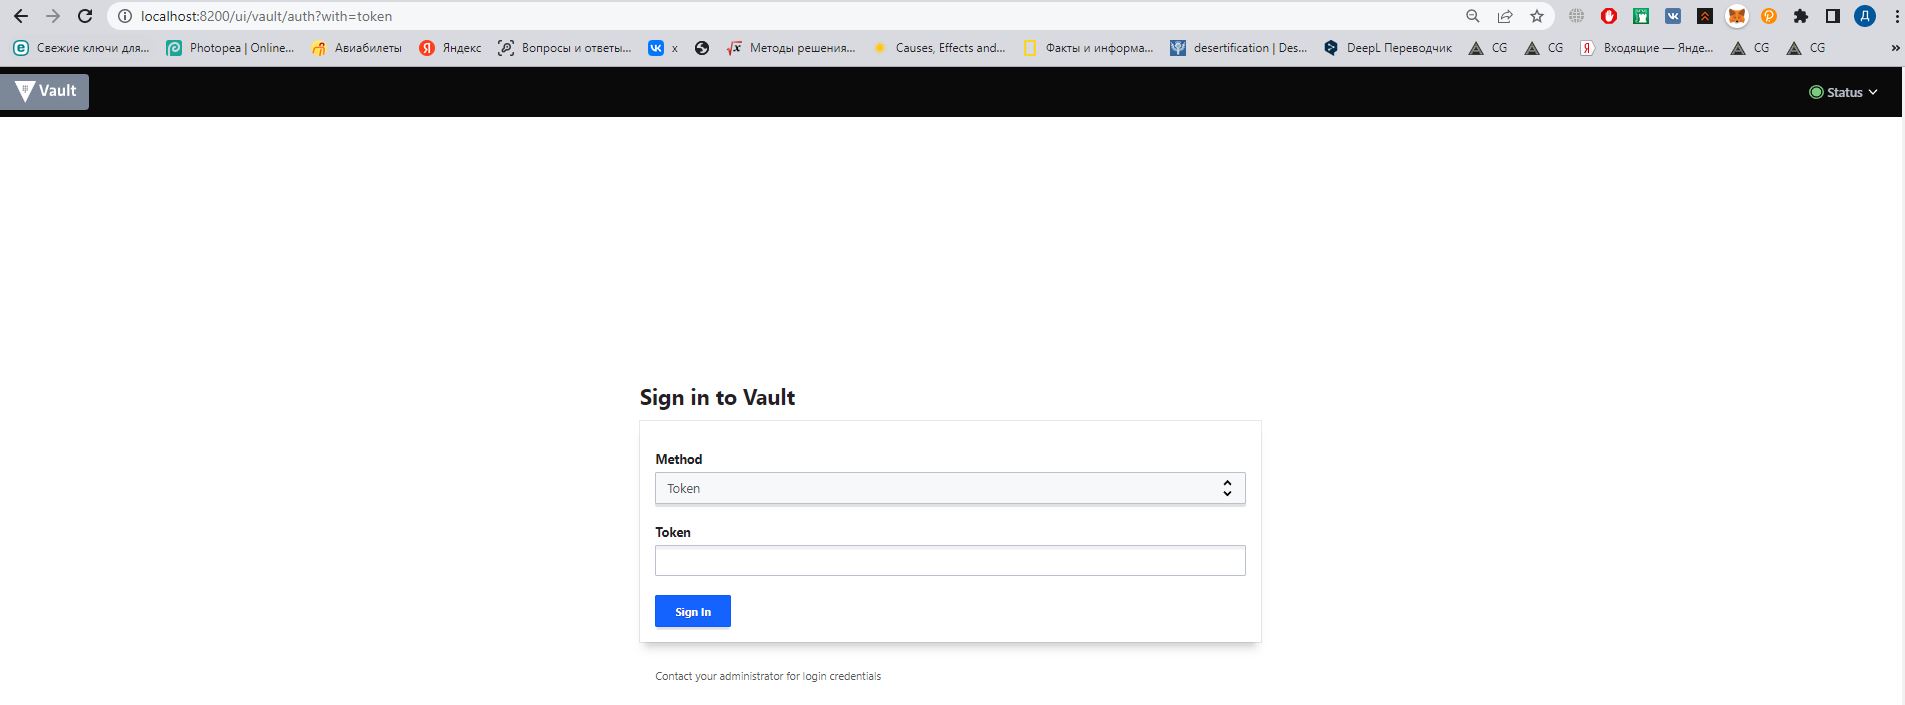 localhost:8200/ui/vault/auth?with=token
Свежие ключи для... Photopea | Online... Авиабилеты Яндекс Вопросы и ответы... x Методы решения... Causes, Effects and... Факты и информа... desertification | Des... DeepL Переводчик CG CG Входящие — Янде... CG CG »
Vault Status
Sign in to Vault
Method
Token
Token
Sign In
Contact your administrator for login credentials